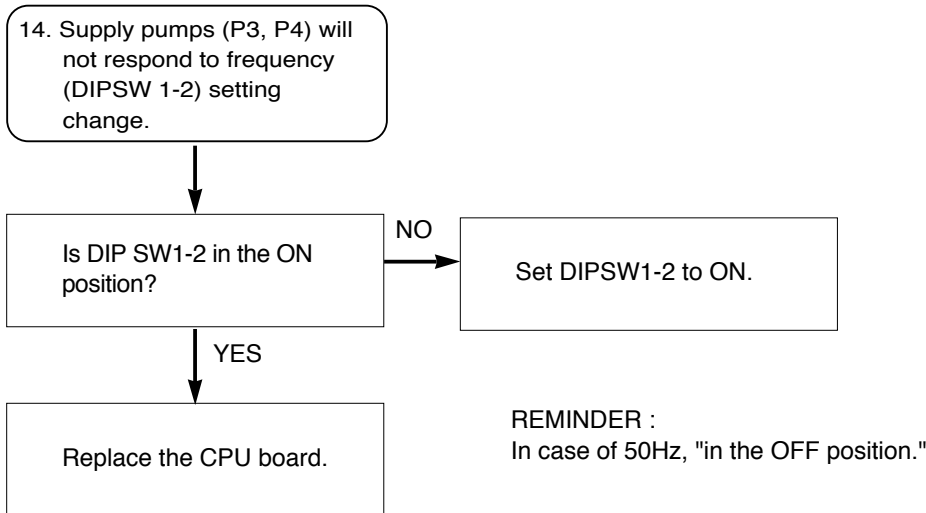 14. Supply pumps (P3, P4) will
not respond to frequency
(DIPSW 1-2) setting
change.
Is DIP SW1-2 in the ON
position?
NO
Set DIPSW1-2 to ON.
YES
Replace the CPU board.
REMINDER :
In case of 50Hz, "in the OFF position."